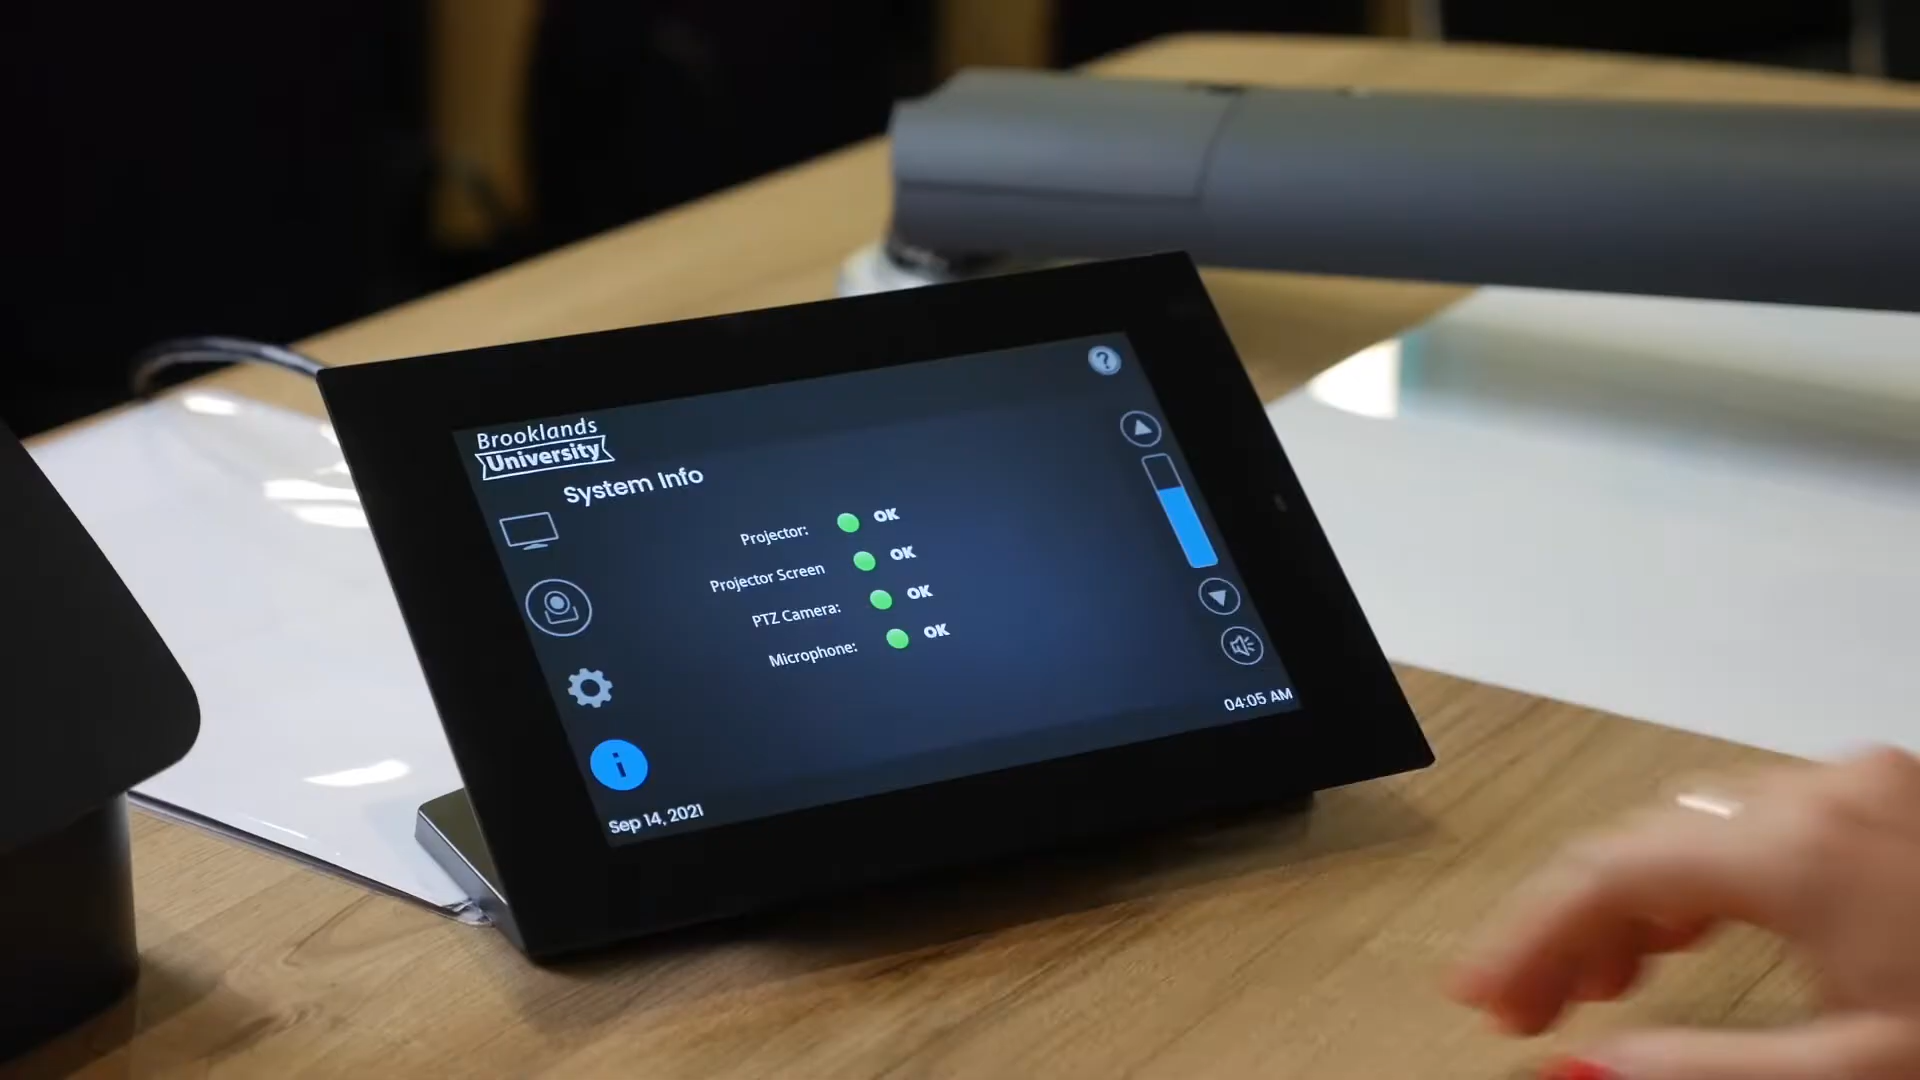 ?
Brooklands
University
System Info
Projector: OK
Projector Screen OK
PTZ Camera: OK
Microphone: OK
i
04:05 AM
Sep 14, 2021